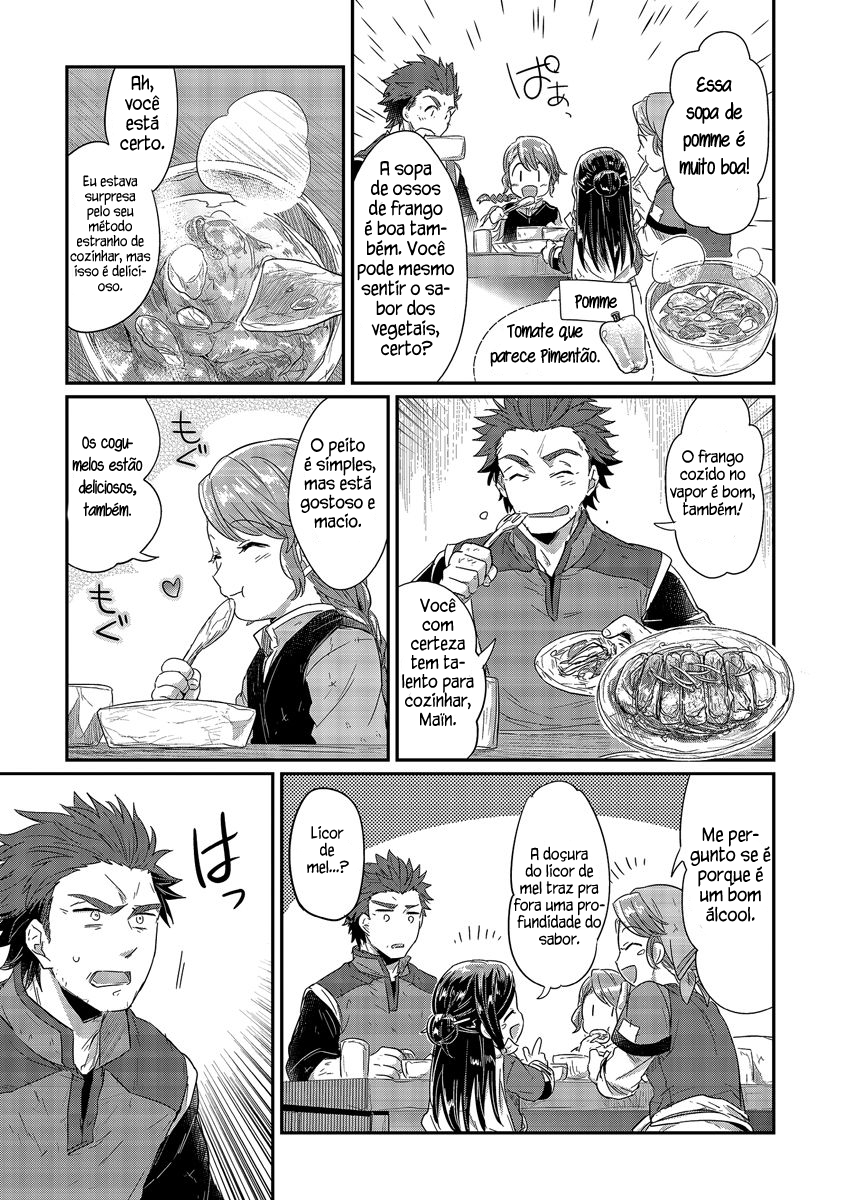 Essa
sopa de
pomme é
muito boa!
ぱぁ、
A sopa
de ossos
de frango
é boa tam-
bém. Você
pode mesmo
sentir o sa-
bor dos
vegetais,
certo?
Pomme
Tomate que
parece Pimentão.
Ah,
você
está
certo.
Eu estava
surpresa
pelo seu
método
estranho de
cozinhar, mas
isso é delici-
oso.
O frango
cozido no
vapor é bom,
também!
Você
com
certeza
tem ta-
lento para
cozinhar,
Maïn.
O peito
é simples,
mas está
gostoso e
macio.
Os cogu-
melos estão
deliciosos,
também.
もぐ
もぐ
Me per-
gunto se é
porque é
um bom
álcool.
A doçura
do licor de
mel traz pra
fora uma pro-
fundidade do
sabor.
Licor
de
mel...?
はっ